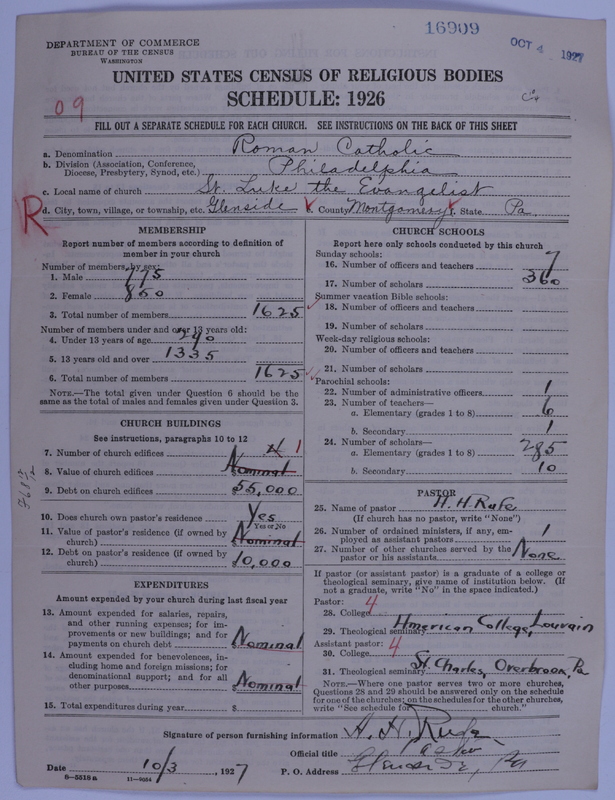 16909
OCT 4 1927
DEPARTMENT OF COMMERCE
BUREAU OF THE CENSUS
WASHINGTON
UNITED STATES CENSUS OF RELIGIOUS BODIES
SCHEDULE: 1926
09
FILL OUT A SEPARATE SCHEDULE FOR EACH CHURCH. SEE INSTRUCTIONS ON THE BACK OF THIS SHEET
a. Denomination Roman Catholic
b. Division (Association, Conference, Diocese, Presbytery, Synod, etc.) Philadelphia
c. Local name of church St. Luke the Evangelist
R
d. City, town, village, or township, etc. Glenside e. County Montgomery f. State Pa.
MEMBERSHIP
Report number of members according to definition of member in your church
Number of members, by sex:
1. Male 775
2. Female 850
3. Total number of members 1625
Number of members under and over 13 years old:
4. Under 13 years of age 290
5. 13 years old and over 1335
6. Total number of members 1625
NOTE.—The total given under Question 6 should be the same as the total of males and females given under Question 3.
CHURCH BUILDINGS
See instructions, paragraphs 10 to 12
7. Number of church edifices 1
8. Value of church edifices $ Nominal
9. Debt on church edifices $55,000
10. Does church own pastor's residence Yes
Yes or No
11. Value of pastor's residence (if owned by church) $ Nominal
12. Debt on pastor's residence (if owned by church) 10,000
EXPENDITURES
Amount expended by your church during last fiscal year
13. Amount expended for salaries, repairs, and other running expenses; for improvements or new buildings; and for payments on church debt $ Nominal
14. Amount expended for benevolences, including home and foreign missions; for denominational support; and for all other purposes $ Nominal
15. Total expenditures during year $
CHURCH SCHOOLS
Report here only schools conducted by this church
Sunday schools:
16. Number of officers and teachers 7
17. Number of scholars 360
Summer vacation Bible schools:
18. Number of officers and teachers
19. Number of scholars
Week-day religious schools:
20. Number of officers and teachers
21. Number of scholars
Parochial schools:
22. Number of administrative officers 1
23. Number of teachers—
a. Elementary (grades 1 to 8) 6
b. Secondary 1
24. Number of scholars—
a. Elementary (grades 1 to 8) 285
b. Secondary 10
PASTOR
25. Name of pastor H. H. Rafer
(If church has no pastor, write "None")
26. Number of ordained ministers, if any, employed as assistant pastors 1
27. Number of other churches served by the pastor or his assistants None
If pastor (or assistant pastor) is a graduate of a college or theological seminary, give name of institution below. (If not a graduate, write "No" in the space indicated.)
Pastor: 4
28. College
29. Theological seminary American College, Louvain
Assistant pastor: 4
30. College
31. Theological seminary St. Charles, Overbrook, Pa
NOTE.—Where one pastor serves two or more churches, Questions 28 and 29 should be answered only on the schedule for one of the churches; on the schedules for the other churches, write "See schedule for church."
Signature of person furnishing information
Official title Pastor
Date 10/3, 1927 P. O. Address Glenside, Pa
8-5518a 11-9564